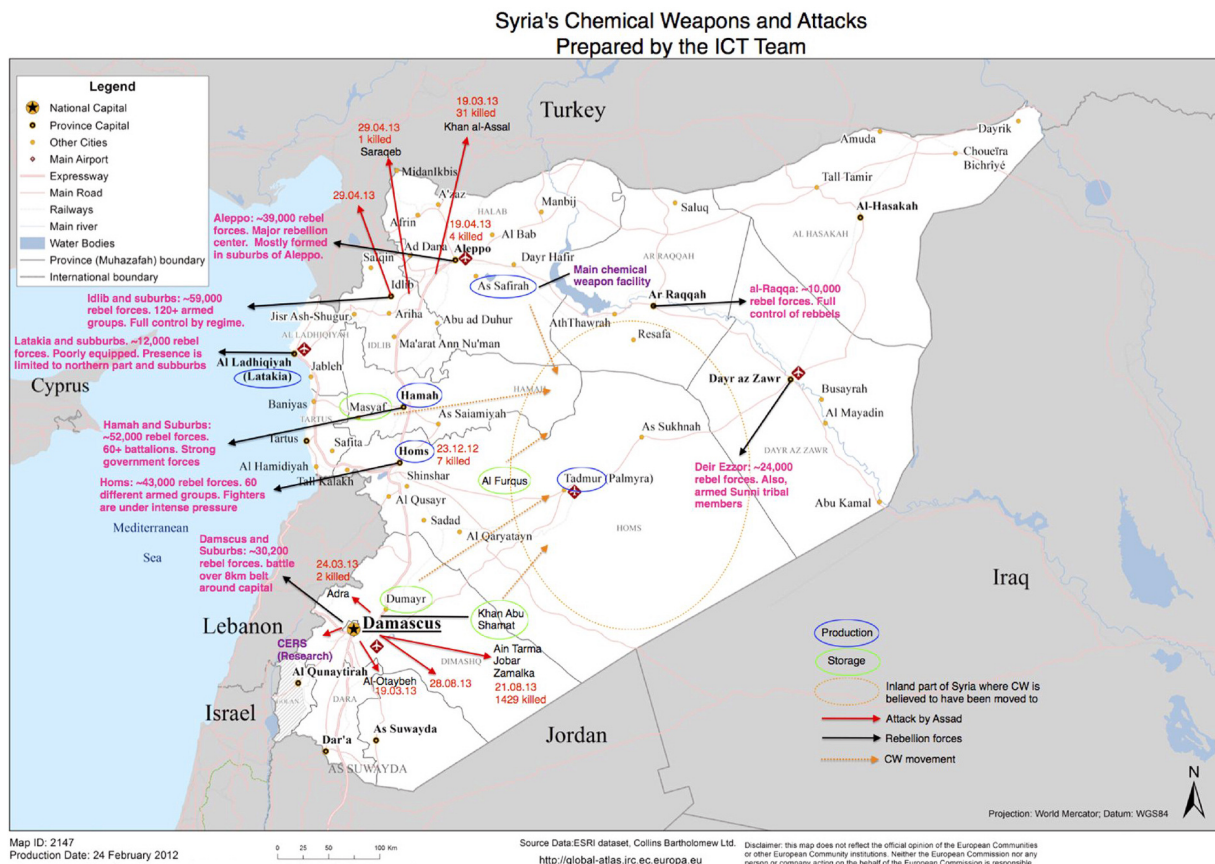 Syria's Chemical Weapons and Attacks
Prepared by the ICT Team
Legend
National Capital
Province Capital
Other Cities
Main Airport
Expressway
Main Road
Railways
Main river
Water Bodies
Province (Muhazafah) boundary
International boundary
Turkey
19.03.13
31 killed
Khan al-Assal
29.04.13
1 killed
Saraqeb
29.04.13
MidanIkbis
A'zaz
Afrin
HALAB
Manbij
Saluq
Amuda
Dayrik
Choueïra
Bichrîyé
Tall Tamir
Al-Hasakah
AL HASAKAH
Aleppo: ~39,000 rebel
forces. Major rebellion
center. Mostly formed
in suburbs of Aleppo.
19.04.13
4 killed
Al Bab
Ad Dana
Aleppo
Salqin
Dayr Hafir
AR RAQQAH
Main chemical
weapon facility
As Safirah
Idlib
Idlib and suburbs: ~59,000
rebel forces. 120+ armed
groups. Full control by regime.
Jisr Ash-Shugur
Ariha
Abu ad Duhur
Ar Raqqah
AthThawrah
Resafa
al-Raqqa: ~10,000
rebel forces. Full
control of rebbels
AL LADHIQIYAH
IDLIB
Ma'arat Ann Nu'man
Latakia and subburbs. ~12,000 rebel
forces. Poorly equipped. Presence is
limited to northern part and subburbs
Al Ladhiqiyah
(Latakia)
Jableh
Cyprus
Baniyas
Masyaf
Hamah
HAMAH
As Saiamiyah
TARTUS
Tartus
Safita
Dayr az Zawr
Busayrah
Al Mayadin
As Sukhnah
DAYR AZ ZAWR
Hamah and Suburbs:
~52,000 rebel forces.
60+ battalions. Strong
government forces
Homs
23.12.12
7 killed
Al Hamidiyah
Tall Kalakh
Shinshar
Al Furqus
Tadmur (Palmyra)
Deir Ezzor: ~24,000
rebel forces. Also,
armed Sunni tribal
members
Abu Kamal
Homs: ~43,000 rebel forces. 60
different armed groups. Fighters
are under intense pressure
Al Qusayr
Sadad
Al Qaryatayn
HOMS
Mediterranean
Sea
Damscus and
Suburbs: ~30,200
rebel forces. battle
over 8km belt
around capital
24.03.13
2 killed
Adra
Dumayr
Khan Abu
Shamat
Iraq
Lebanon
Damascus
CERS
(Research)
Ain Tarma
Jobar
Zamalka
21.08.13
1429 killed
DIMASHQ
28.08.13
Al-Otaybeh
19.03.13
Al Qunaytirah
DARA
Israel
As Suwayda
Dar'a
AS SUWAYDA
Jordan
Production
Storage
Inland part of Syria where CW is
believed to have been moved to
Attack by Assad
Rebellion forces
CW movement
N
Projection: World Mercator; Datum: WGS84
Map ID: 2147
Production Date: 24 February 2012
0 25 50 100 Km
Source Data:ESRI dataset, Collins Bartholomew Ltd.
http://global-atlas.jrc.ec.europa.eu
Disclaimer: this map does not reflect the official opinion of the European Communities
or other European Community institutions. Neither the European Commission nor any
person or company acting on the behalf of the European Commission is responsible